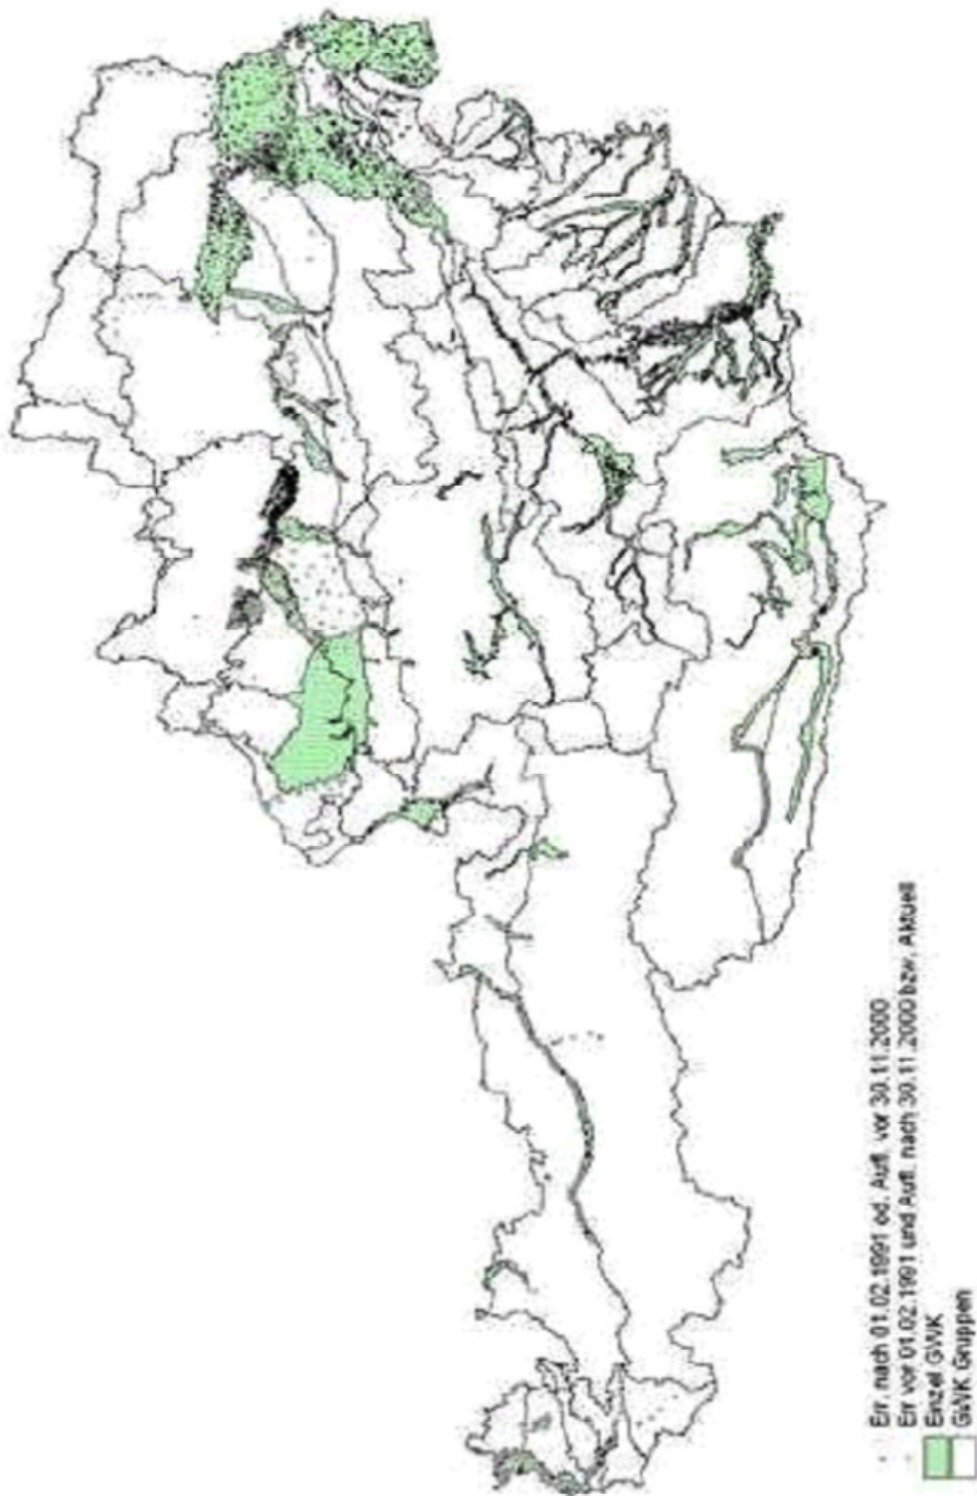 Err. nach 01.02.1991 od. Aufl. vor 30.11.2000
Err vor 01.02.1991 und Aufl. nach 30.11.2000 bzw. Aktuell
Einzel GWK
GWK Gruppen